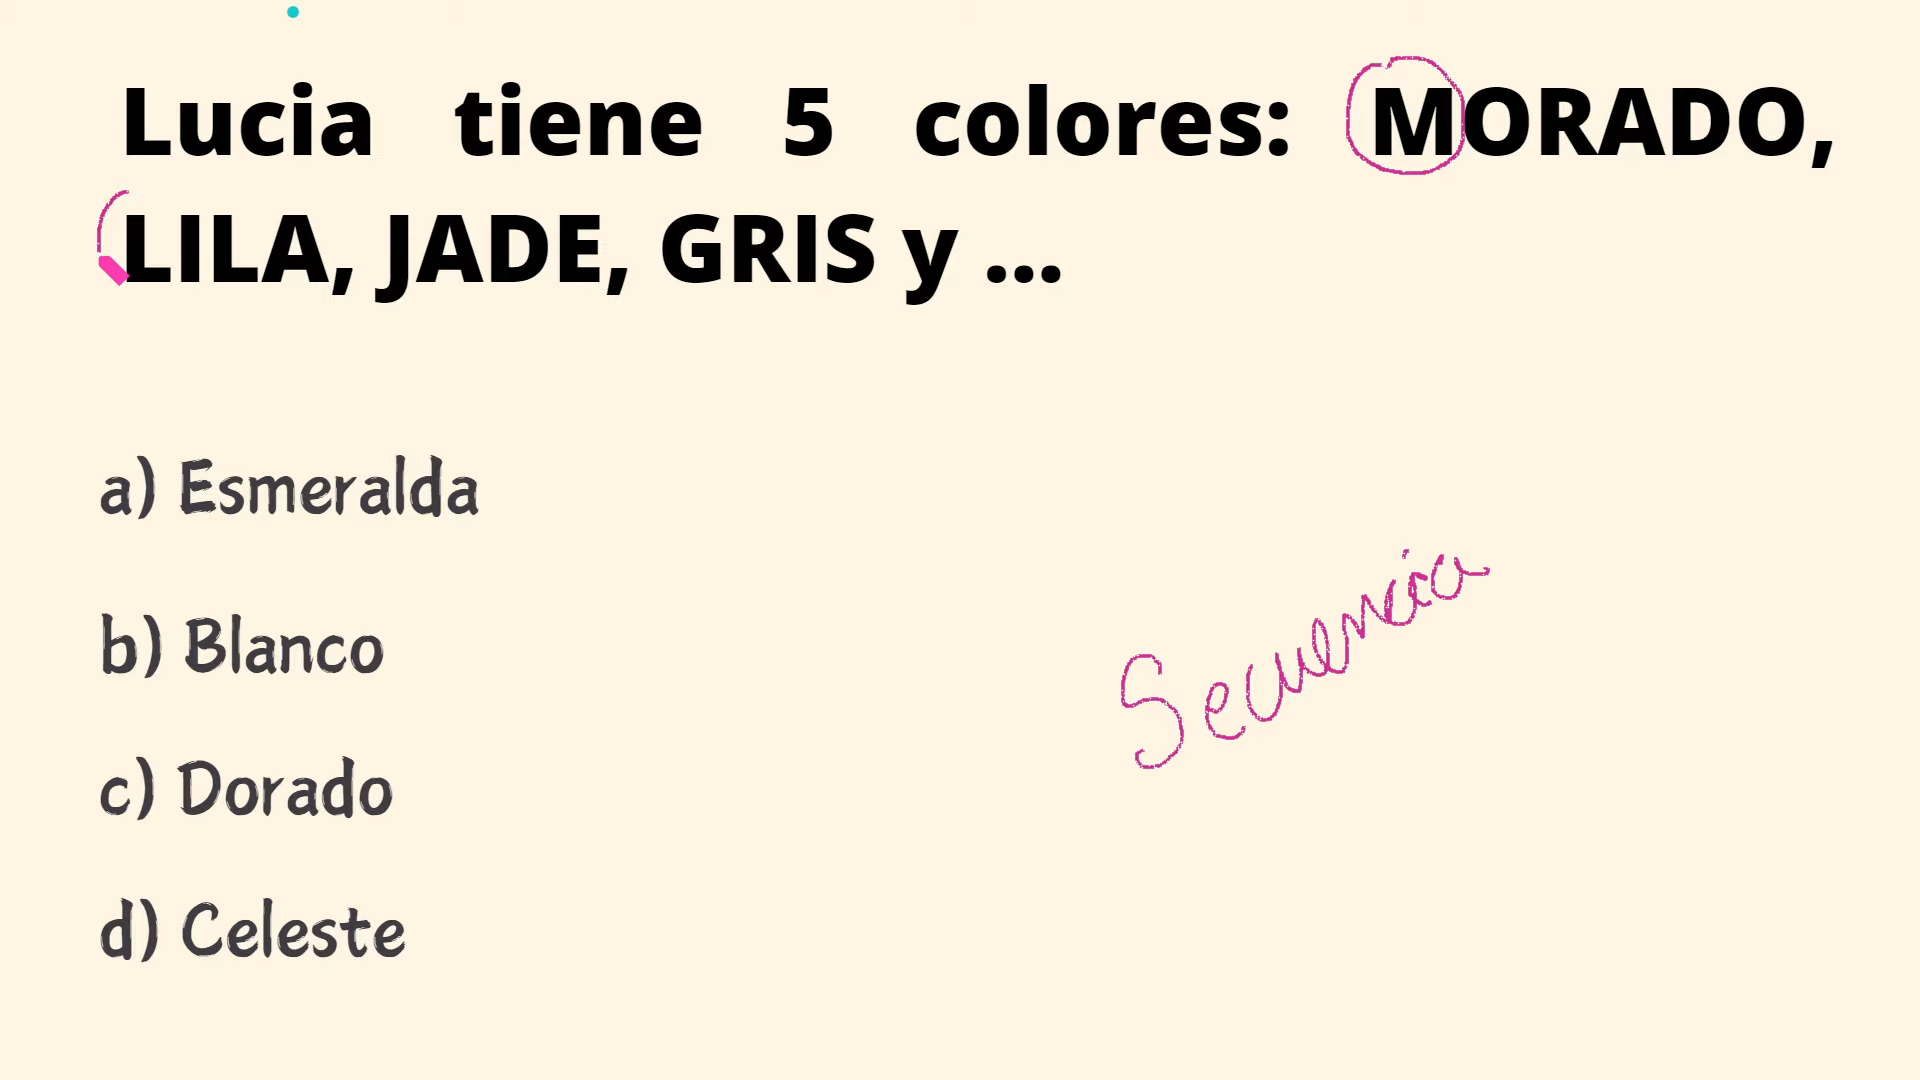 Lucia tiene 5 colores: MORADO,
LILA, JADE, GRIS y ...
a) Esmeralda
b) Blanco
Secuencia
c) Dorado
d) Celeste